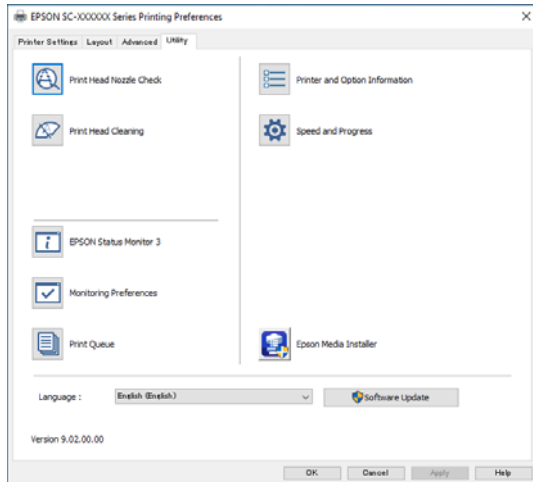 EPSON SC-XXXXXX Series Printing Preferences
Printer Settings Layout Advanced Utility
Print Head Nozzle Check
Printer and Option Information
Print Head Cleaning
Speed and Progress
EPSON Status Monitor 3
Monitoring Preferences
Print Queue
Epson Media Installer
Language :
English (English)
Software Update
Version 9.02.00.00
OK Cancel Apply Help